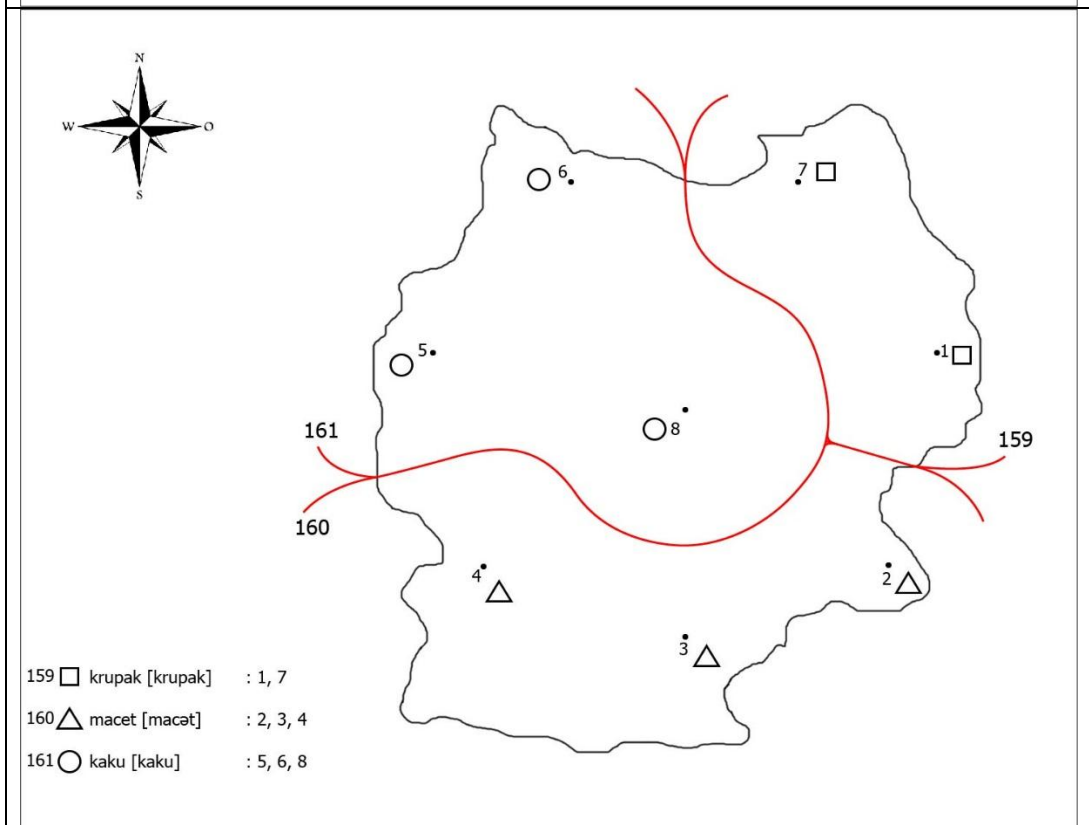 N
W
O
S
6
7
5
1
8
161
159
160
4
2
3
159 krupak [krupak] : 1, 7
160 macet [macət] : 2, 3, 4
161 kaku [kaku] : 5, 6, 8